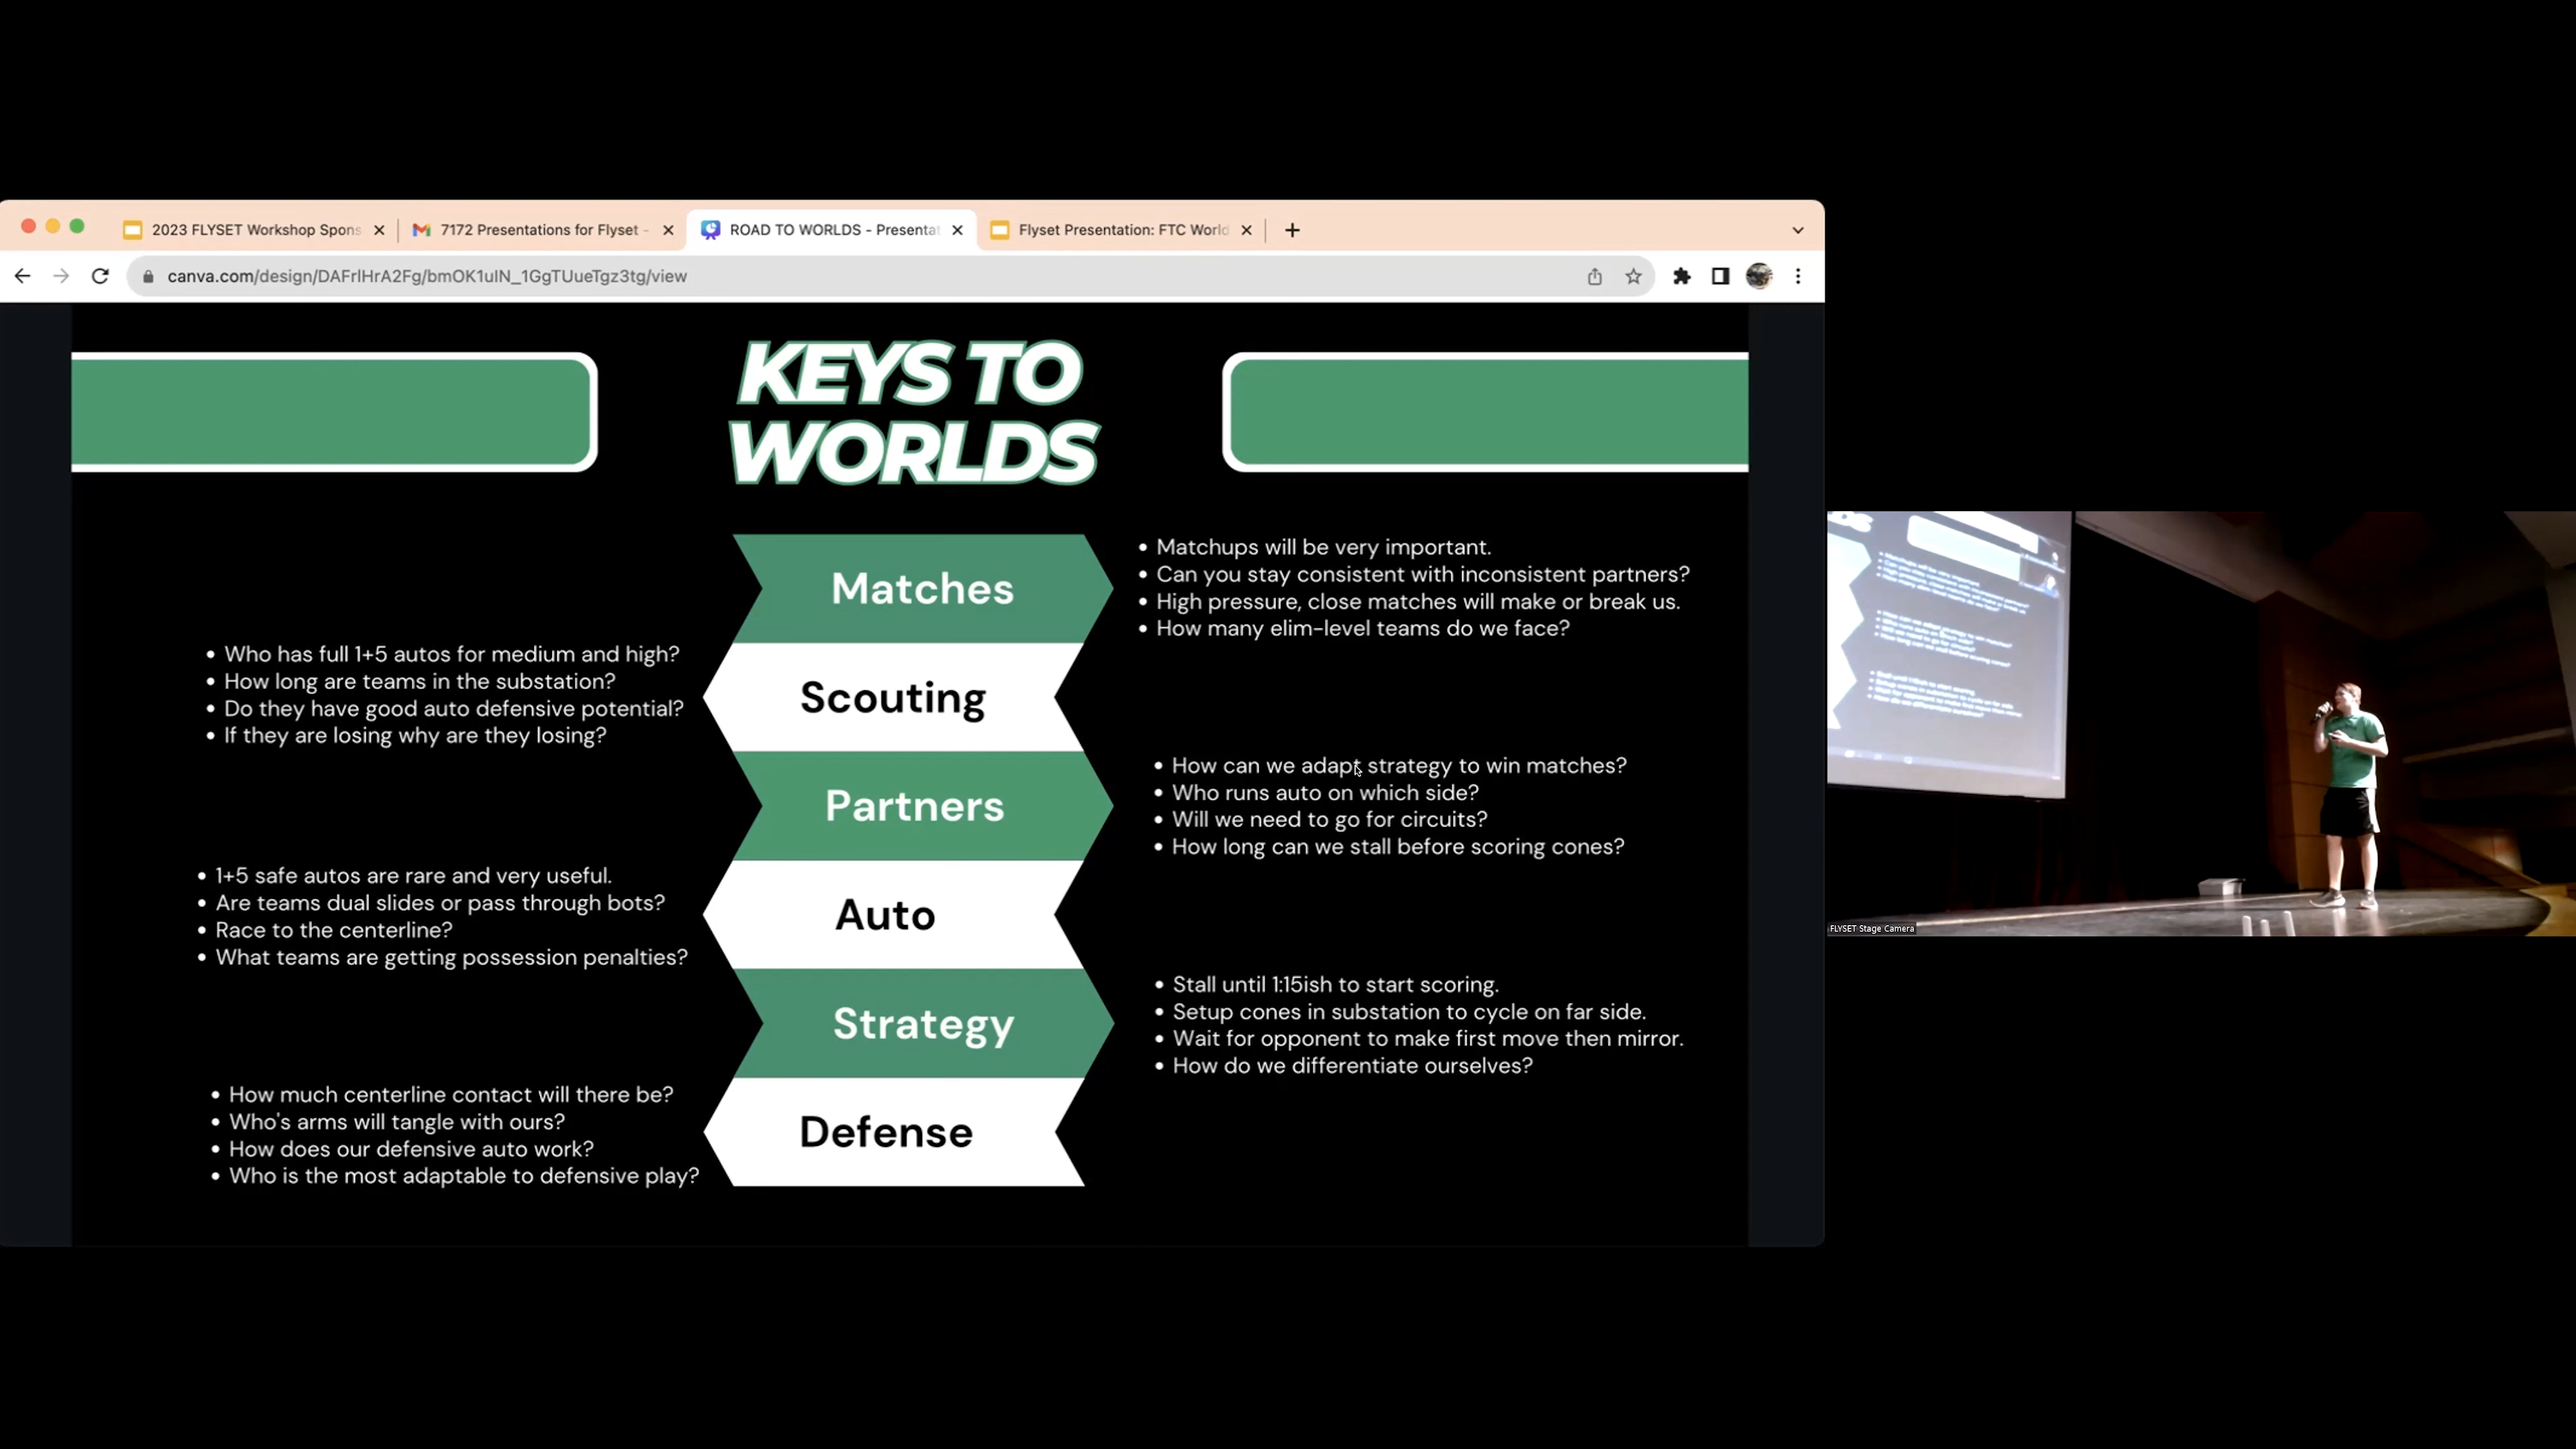 2023 FLYSET Workshop Spons
7172 Presentations for Flyset -
ROAD TO WORLDS - Presentat
Flyset Presentation: FTC World
canva.com/design/DAFrlHrA2Fg/bmOK1uIN_1GgTUueTgz3tg/view
KEYS TO
WORLDS
Matches
• Matchups will be very important.
• Can you stay consistent with inconsistent partners?
• High pressure, close matches will make or break us.
• How many elim-level teams do we face?
Scouting
• Who has full 1+5 autos for medium and high?
• How long are teams in the substation?
• Do they have good auto defensive potential?
• If they are losing why are they losing?
Partners
• How can we adapt strategy to win matches?
• Who runs auto on which side?
• Will we need to go for circuits?
• How long can we stall before scoring cones?
Auto
• 1+5 safe autos are rare and very useful.
• Are teams dual slides or pass through bots?
• Race to the centerline?
• What teams are getting possession penalties?
Strategy
• Stall until 1:15ish to start scoring.
• Setup cones in substation to cycle on far side.
• Wait for opponent to make first move then mirror.
• How do we differentiate ourselves?
Defense
• How much centerline contact will there be?
• Who's arms will tangle with ours?
• How does our defensive auto work?
• Who is the most adaptable to defensive play?
FLYSET Stage Camera